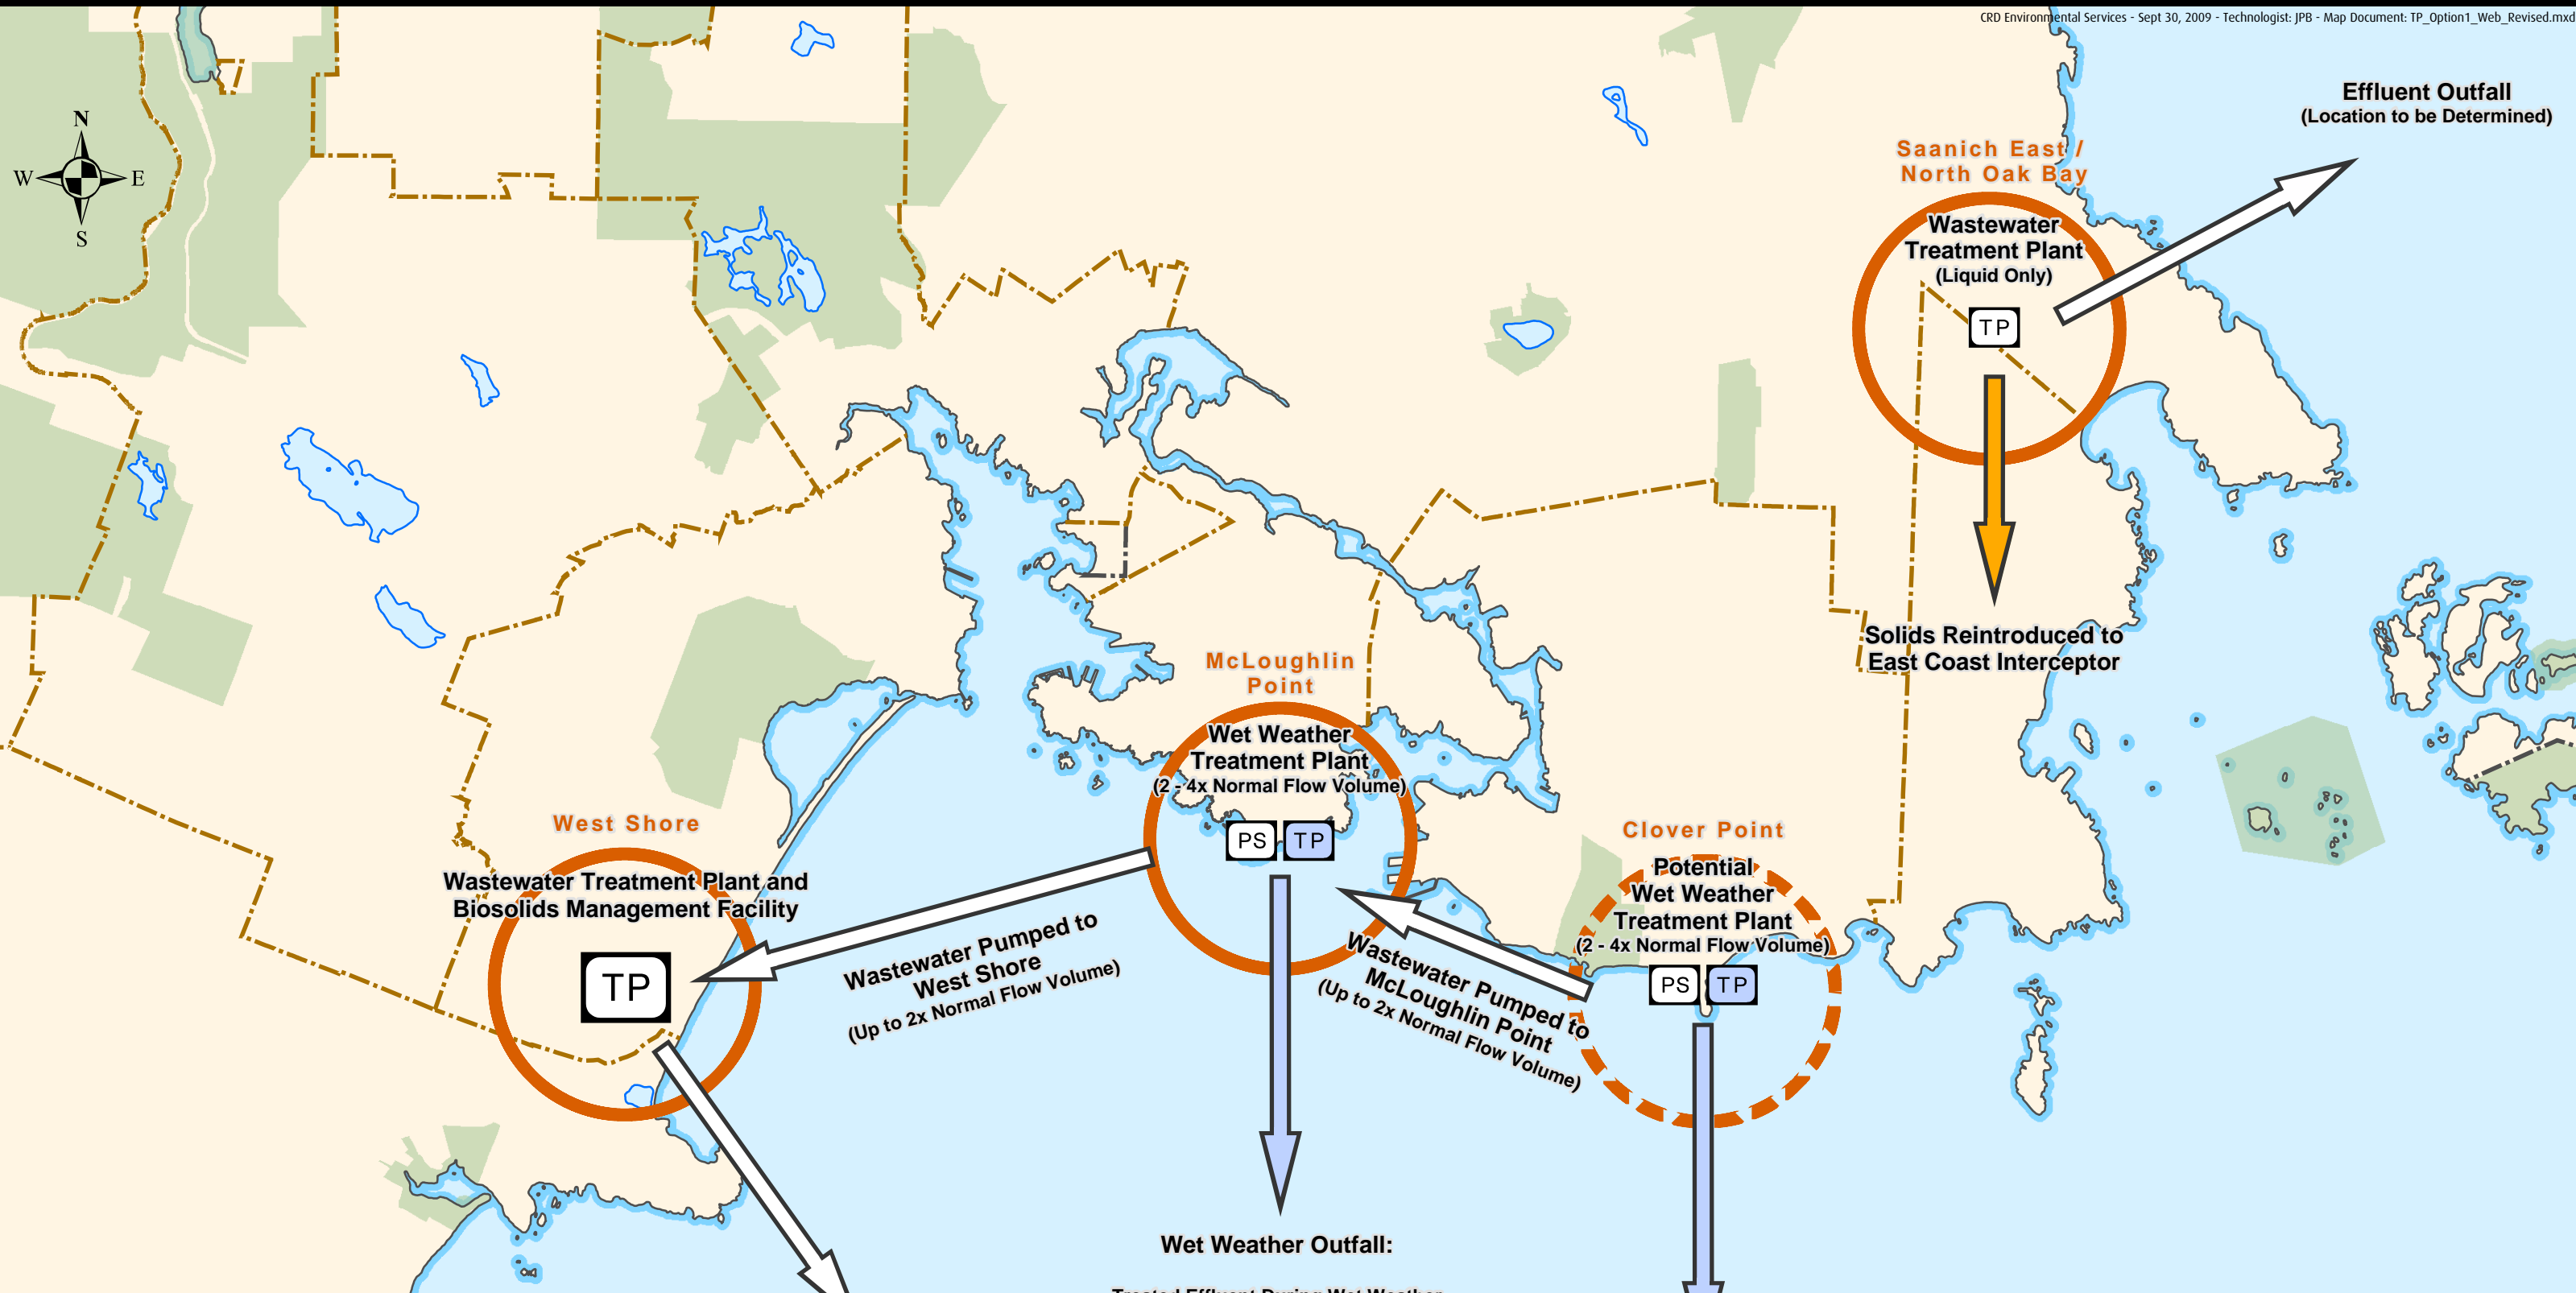 CRD Environmental Services - Sept 30, 2009 - Technologist: JPB - Map Document: TP_Option1_Web_Revised.mxd
N
W
E
S
Effluent Outfall
(Location to be Determined)
Saanich East /
North Oak Bay
Wastewater
Treatment Plant
(Liquid Only)
TP
Solids Reintroduced to
East Coast Interceptor
McLoughlin
Point
Wet Weather
Treatment Plant
(2 - 4x Normal Flow Volume)
PS
TP
Clover Point
Potential
Wet Weather
Treatment Plant
(2 - 4x Normal Flow Volume)
PS
TP
West Shore
Wastewater Treatment Plant and
Biosolids Management Facility
TP
Wastewater Pumped to
West Shore
(Up to 2x Normal Flow Volume)
Wastewater Pumped to
McLoughlin Point
(Up to 2x Normal Flow Volume)
Wet Weather Outfall:
Treated Effluent During Wet Weather